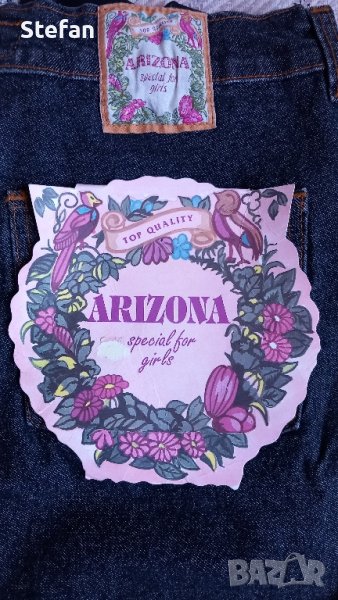 Stefan
TOP QUALITY
ARIZONA
special for
girls
TOP QUALITY
ARIZONA
special for
girls
BAZAR